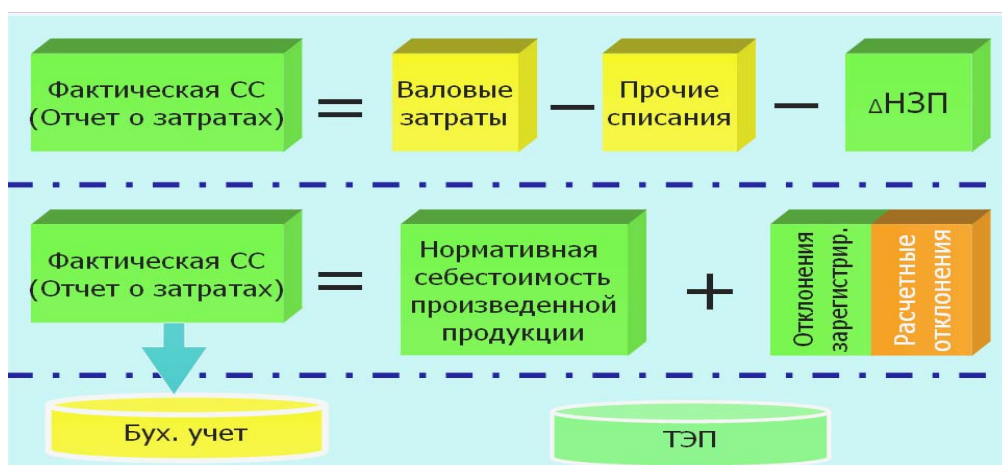 Фактическая СС
(Отчет о затратах)
=
Валовые
затраты
–
Прочие
списания
–
ΔНЗП
Фактическая СС
(Отчет о затратах)
=
Нормативная
себестоимость
произведенной
продукции
+
Отклонения
зарегистрир.
Расчетные
отклонения
Бух. учет
ТЭП